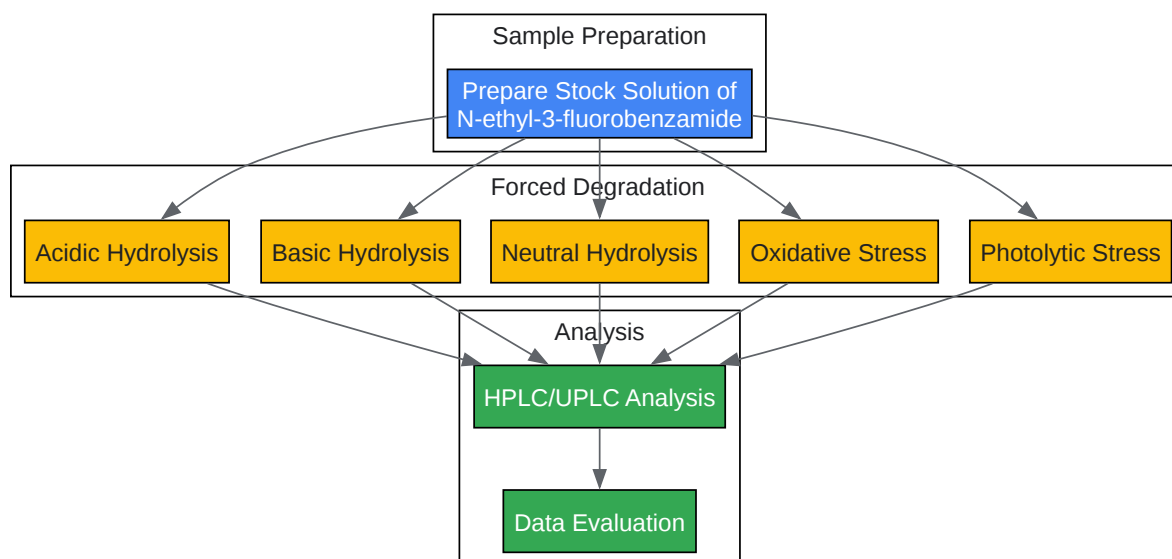 Sample Preparation
Prepare Stock Solution of
N-ethyl-3-fluorobenzamide
Forced Degradation
Acidic Hydrolysis
Basic Hydrolysis
Neutral Hydrolysis
Oxidative Stress
Photolytic Stress
Analysis
HPLC/UPLC Analysis
Data Evaluation